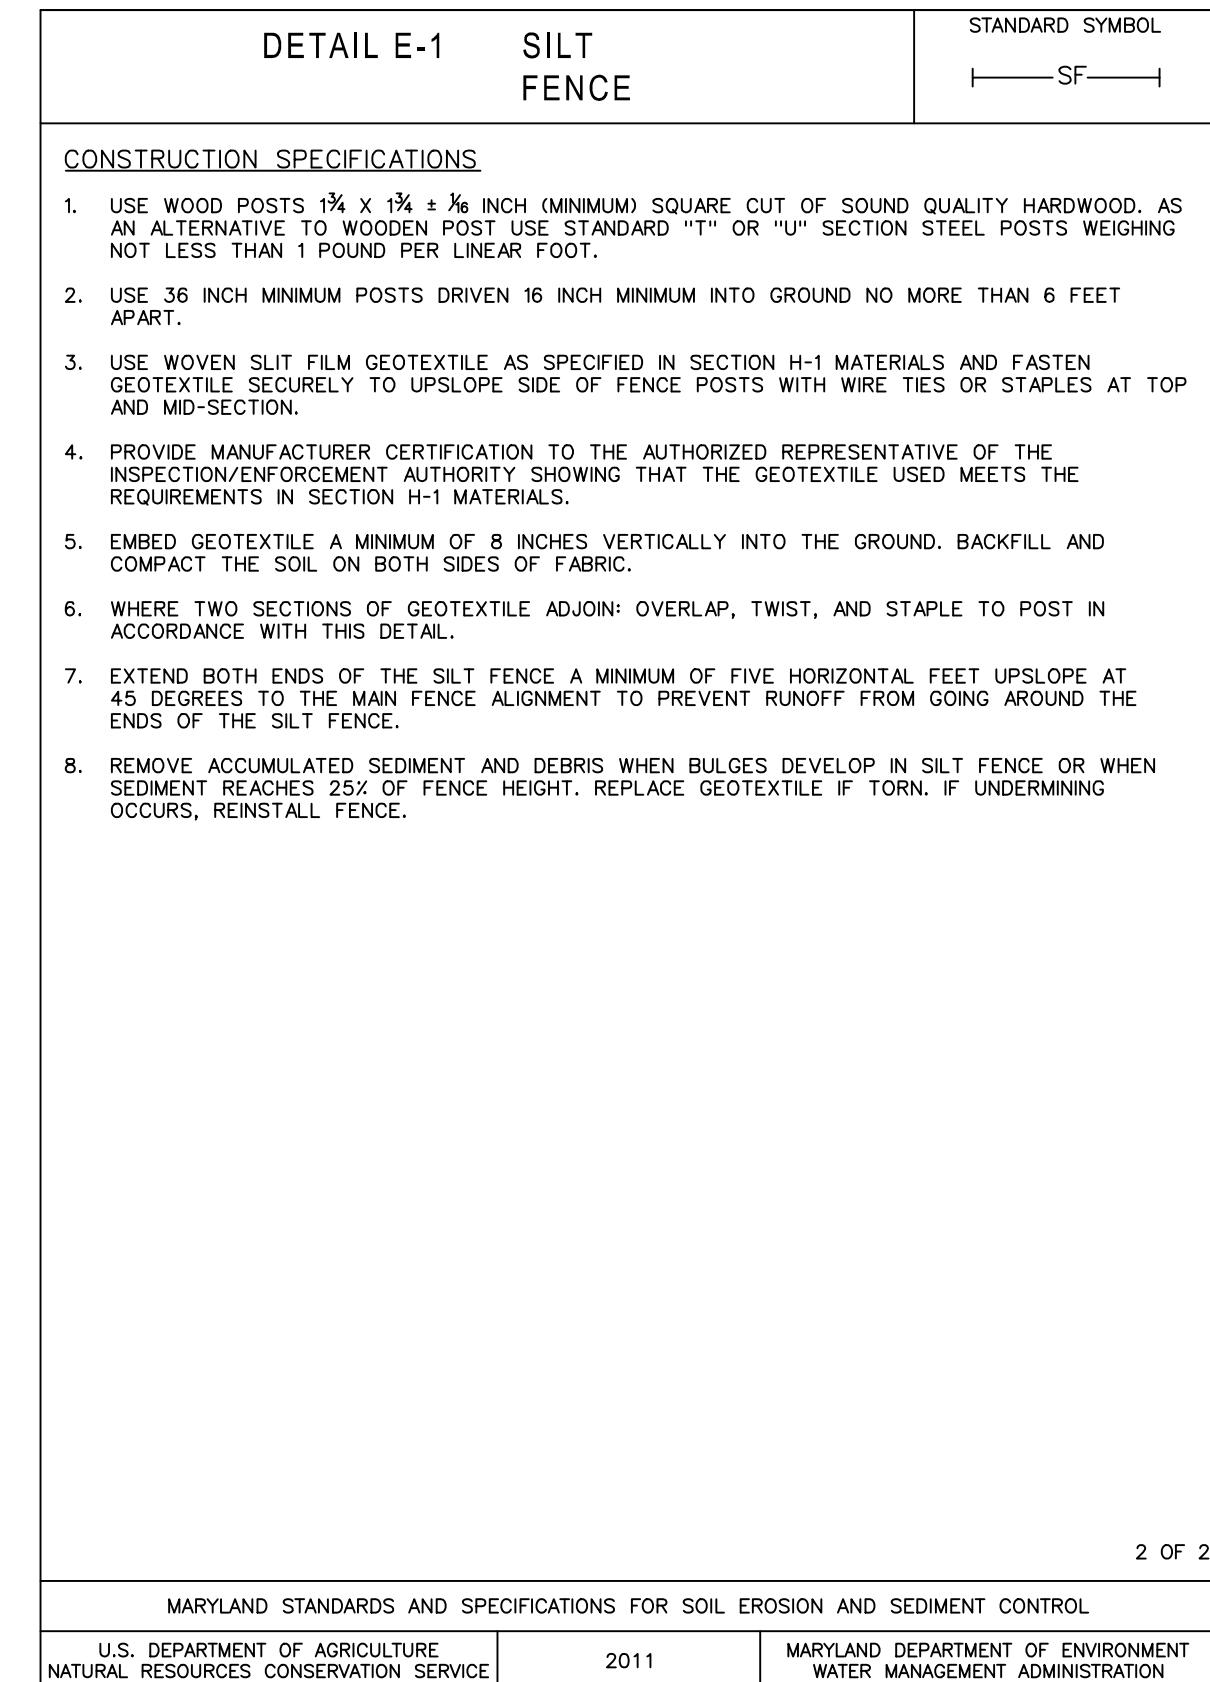 DETAIL E-1 SILT
FENCE
STANDARD SYMBOL
SF
CONSTRUCTION SPECIFICATIONS
1. USE WOOD POSTS 1¾ X 1¾ ± 1/16 INCH (MINIMUM) SQUARE CUT OF SOUND QUALITY HARDWOOD. AS
AN ALTERNATIVE TO WOODEN POST USE STANDARD "T" OR "U" SECTION STEEL POSTS WEIGHING
NOT LESS THAN 1 POUND PER LINEAR FOOT.
2. USE 36 INCH MINIMUM POSTS DRIVEN 16 INCH MINIMUM INTO GROUND NO MORE THAN 6 FEET
APART.
3. USE WOVEN SLIT FILM GEOTEXTILE AS SPECIFIED IN SECTION H-1 MATERIALS AND FASTEN
GEOTEXTILE SECURELY TO UPSLOPE SIDE OF FENCE POSTS WITH WIRE TIES OR STAPLES AT TOP
AND MID-SECTION.
4. PROVIDE MANUFACTURER CERTIFICATION TO THE AUTHORIZED REPRESENTATIVE OF THE
INSPECTION/ENFORCEMENT AUTHORITY SHOWING THAT THE GEOTEXTILE USED MEETS THE
REQUIREMENTS IN SECTION H-1 MATERIALS.
5. EMBED GEOTEXTILE A MINIMUM OF 8 INCHES VERTICALLY INTO THE GROUND. BACKFILL AND
COMPACT THE SOIL ON BOTH SIDES OF FABRIC.
6. WHERE TWO SECTIONS OF GEOTEXTILE ADJOIN: OVERLAP, TWIST, AND STAPLE TO POST IN
ACCORDANCE WITH THIS DETAIL.
7. EXTEND BOTH ENDS OF THE SILT FENCE A MINIMUM OF FIVE HORIZONTAL FEET UPSLOPE AT
45 DEGREES TO THE MAIN FENCE ALIGNMENT TO PREVENT RUNOFF FROM GOING AROUND THE
ENDS OF THE SILT FENCE.
8. REMOVE ACCUMULATED SEDIMENT AND DEBRIS WHEN BULGES DEVELOP IN SILT FENCE OR WHEN
SEDIMENT REACHES 25% OF FENCE HEIGHT. REPLACE GEOTEXTILE IF TORN. IF UNDERMINING
OCCURS, REINSTALL FENCE.
2 OF 2
MARYLAND STANDARDS AND SPECIFICATIONS FOR SOIL EROSION AND SEDIMENT CONTROL
U.S. DEPARTMENT OF AGRICULTURE
NATURAL RESOURCES CONSERVATION SERVICE
2011
MARYLAND DEPARTMENT OF ENVIRONMENT
WATER MANAGEMENT ADMINISTRATION